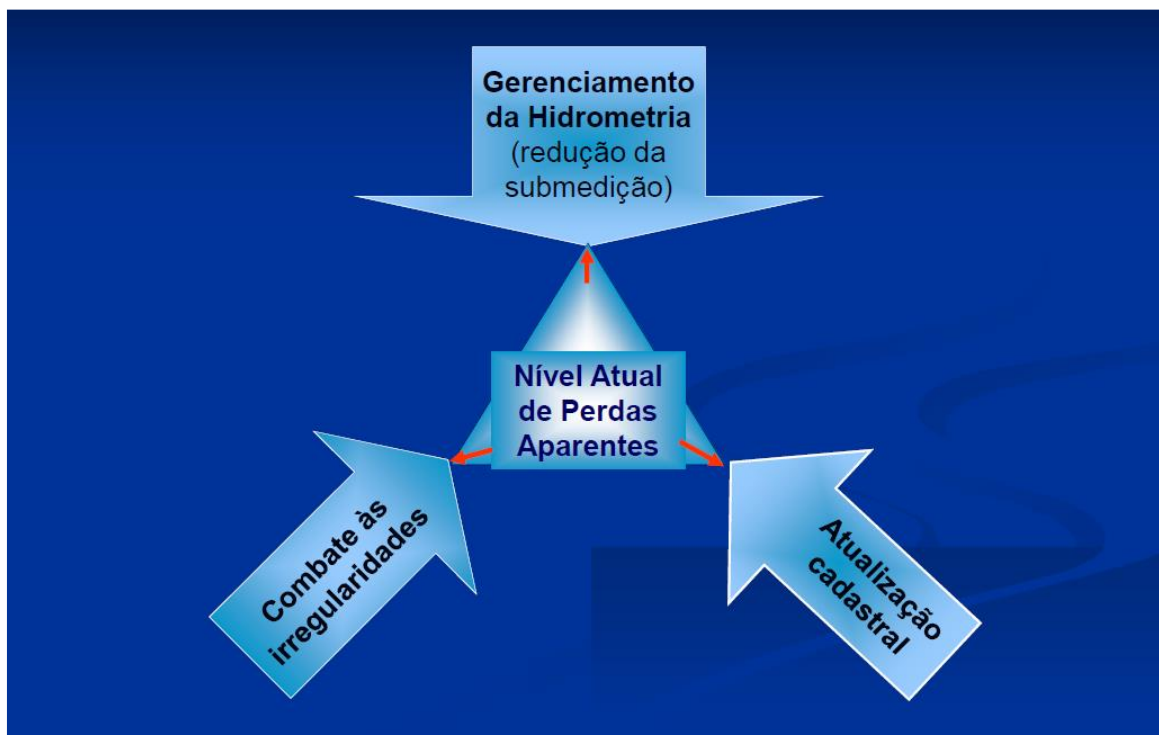 Gerenciamento
da Hidrometria
(redução da
submedição)
Nível Atual
de Perdas
Aparentes
Combate às
irregularidades
Atualização
cadastral